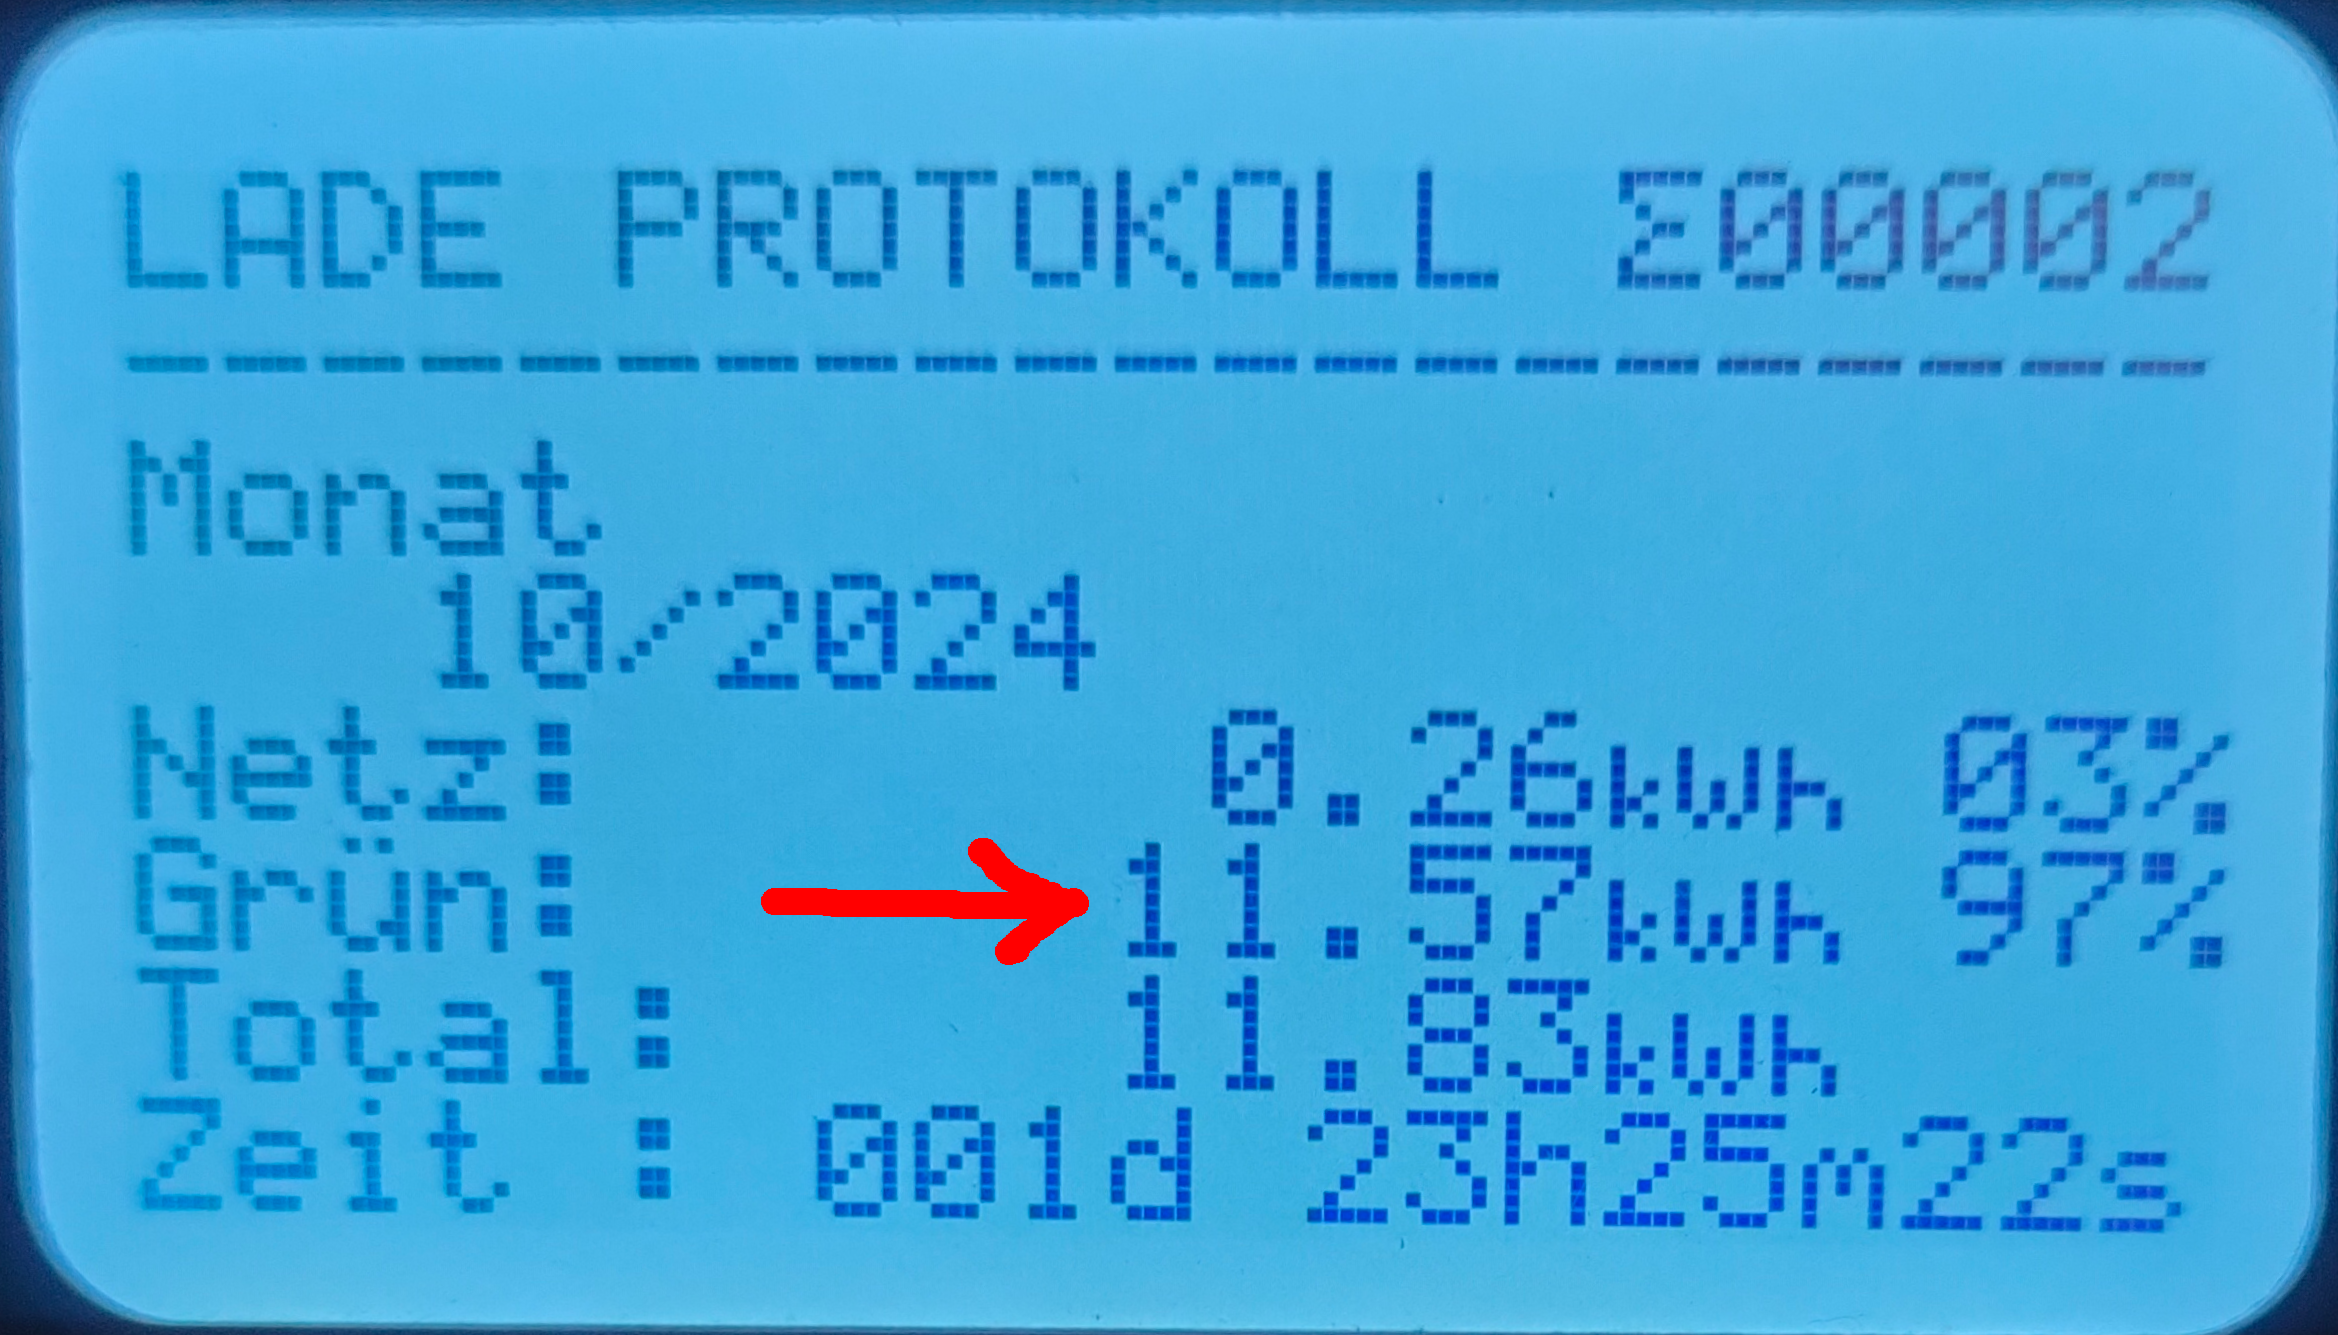 LADE PROTOKOLL Σ00002
---------------------
Monat
10/2024
Netz: 0.26kWh 03%
Grün: 11.57kWh 97%
Total: 11.83kWh
Zeit : 001d 23h25m22s